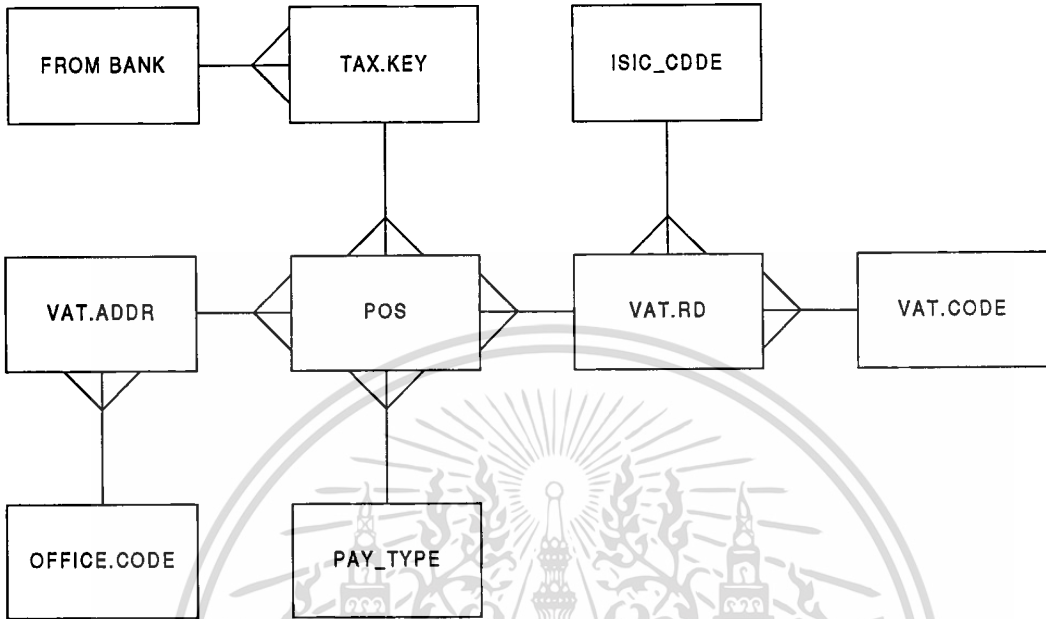 FROM BANK
TAX.KEY
ISIC_CDDE
VAT.ADDR
POS
VAT.RD
VAT.CODE
OFFICE.CODE
PAY_TYPE